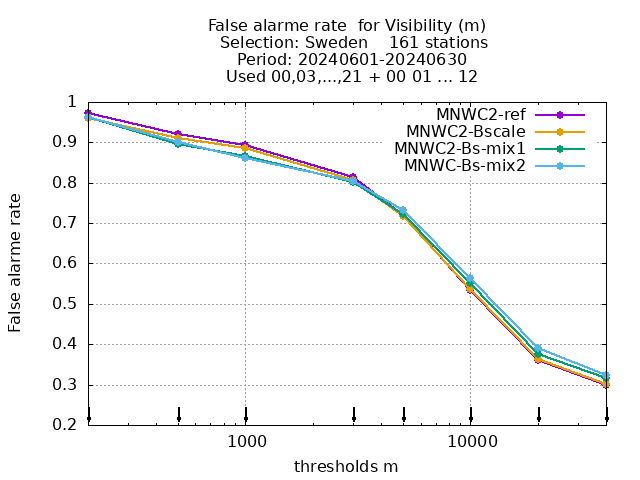 False alarme rate  for Visibility (m)
Selection: Sweden    161 stations
Period: 20240601-20240630
Used 00,03,...,21 + 00 01 ... 12
MNWC2-ref
MNWC2-Bscale
MNWC2-Bs-mix1
MNWC-Bs-mix2
False alarme rate
1
0.9
0.8
0.7
0.6
0.5
0.4
0.3
0.2
1000
10000
thresholds m